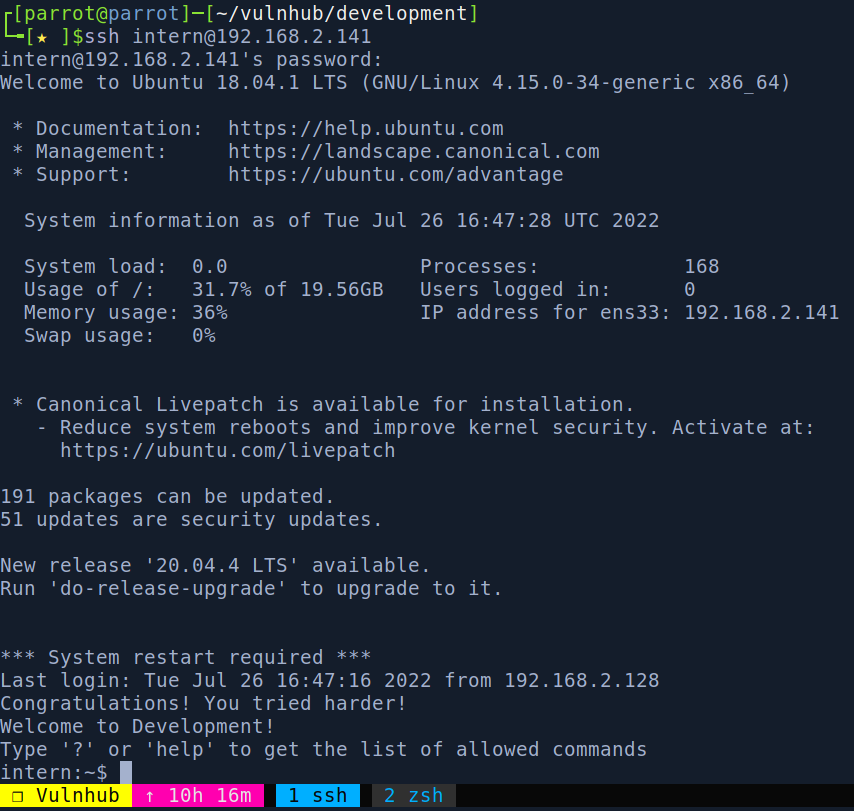 ┌[parrot@parrot]─[~/vulnhub/development]
└╼[★ ]$ssh intern@192.168.2.141
intern@192.168.2.141's password:
Welcome to Ubuntu 18.04.1 LTS (GNU/Linux 4.15.0-34-generic x86_64)
* Documentation:  https://help.ubuntu.com
* Management:     https://landscape.canonical.com
* Support:        https://ubuntu.com/advantage
System information as of Tue Jul 26 16:47:28 UTC 2022
System load:  0.0                Processes:            168
Usage of /:   31.7% of 19.56GB   Users logged in:      0
Memory usage: 36%                IP address for ens33: 192.168.2.141
Swap usage:   0%
* Canonical Livepatch is available for installation.
- Reduce system reboots and improve kernel security. Activate at:
https://ubuntu.com/livepatch
191 packages can be updated.
51 updates are security updates.
New release '20.04.4 LTS' available.
Run 'do-release-upgrade' to upgrade to it.
*** System restart required ***
Last login: Tue Jul 26 16:47:16 2022 from 192.168.2.128
Congratulations! You tried harder!
Welcome to Development!
Type '?' or 'help' to get the list of allowed commands
intern:~$
❐ Vulnhub ↑ 10h 16m 1 ssh 2 zsh